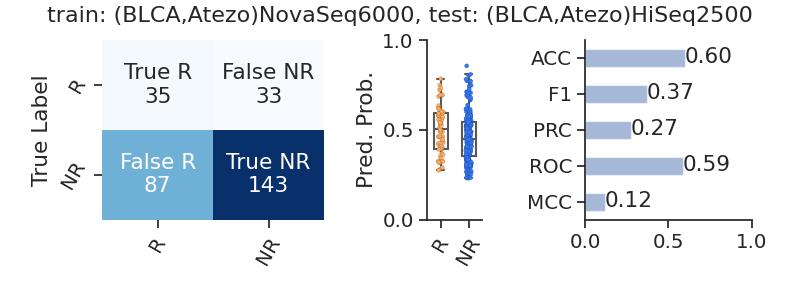 train: (BLCA,Atezo)NovaSeq6000, test: (BLCA,Atezo)HiSeq2500
True Label
R
NR
True R
35
False NR
33
False R
87
True NR
143
R
NR
Pred. Prob.
1.0
0.5
0.0
R
NR
ACC
0.60
F1
0.37
PRC
0.27
ROC
0.59
MCC
0.12
0.0
0.5
1.0